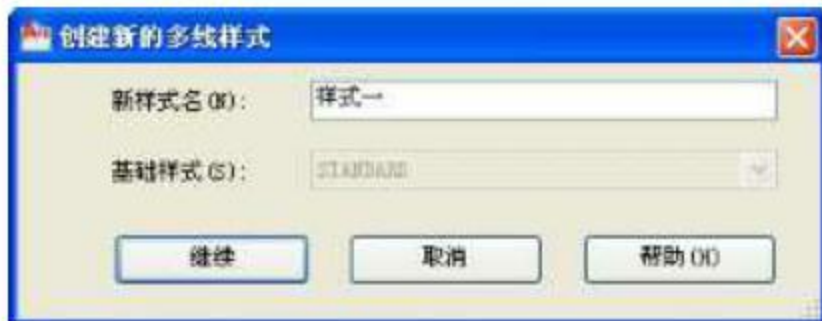 创建新的多线样式
新样式名(N):
样式一
基础样式(S):
STANDARD
继续
取消
帮助(H)